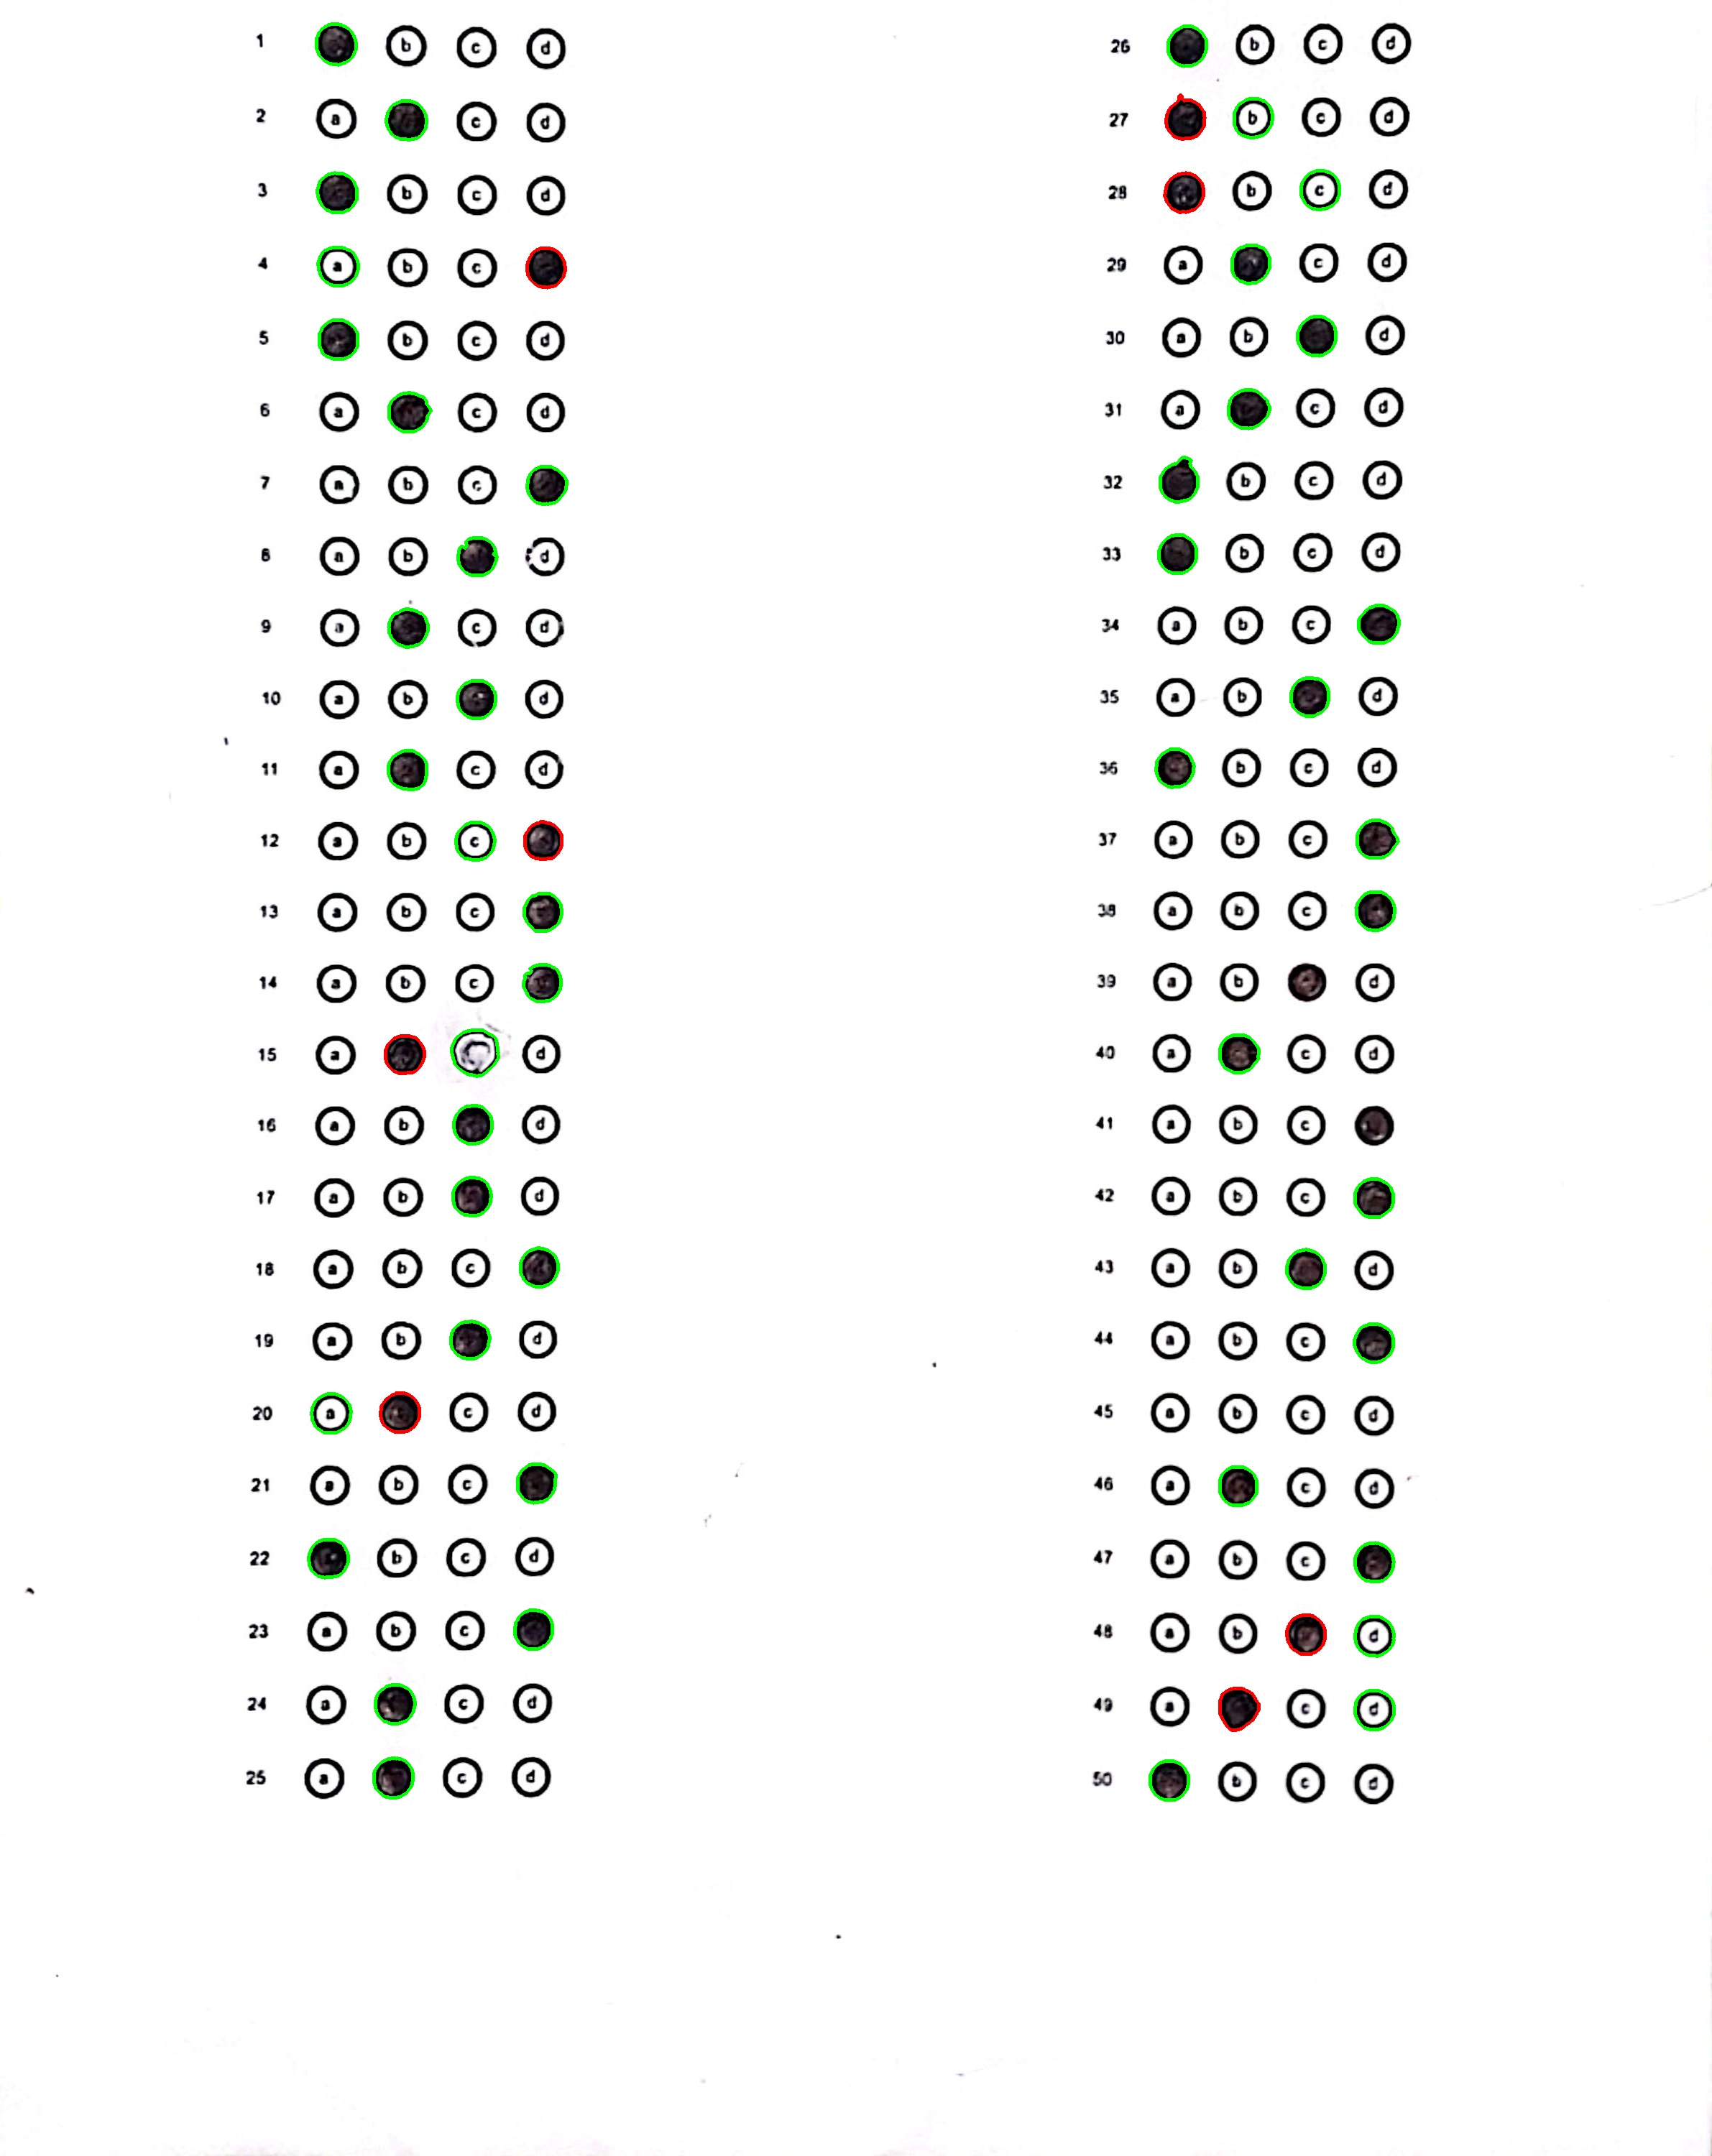 1 b c d
2 a c d
3 b c d
4 a b c
5 b c d
6 a c d
7 a b c
8 a b d
9 a c d
10 a b d
11 a c d
12 a b c
13 a b c
14 a b c
15 a d
16 a b d
17 a b d
18 a b c
19 a b d
20 a c d
21 a b c
22 b c d
23 a b c
24 a c d
25 a c d
26 b c d
27 b c d
28 b c d
29 a c d
30 a b d
31 a c d
32 b c d
33 b c d
34 a b c
35 a b d
36 b c d
37 a b c
38 a b c
39 a b d
40 a c d
41 a b c
42 a b c
43 a b d
44 a b c
45 a b c d
46 a c d
47 a b c
48 a b d
49 a c d
50 b c d